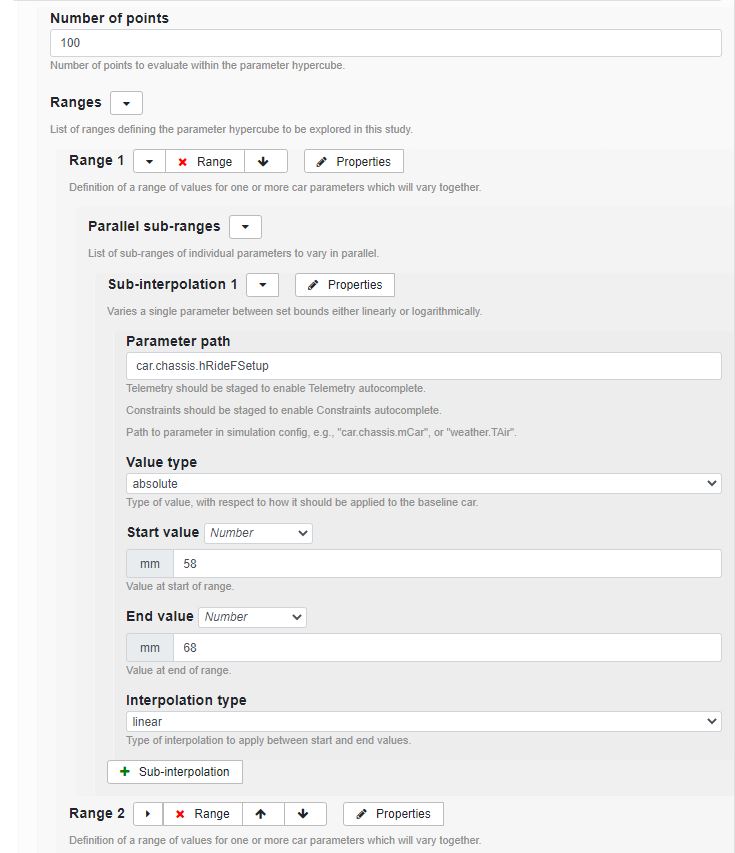 Number of points
100
Number of points to evaluate within the parameter hypercube.
Ranges
List of ranges defining the parameter hypercube to be explored in this study.
Range 1 Range Properties
Definition of a range of values for one or more car parameters which will vary together.
Parallel sub-ranges
List of sub-ranges of individual parameters to vary in parallel.
Sub-interpolation 1 Properties
Varies a single parameter between set bounds either linearly or logarithmically.
Parameter path
car.chassis.hRideFSetup
Telemetry should be staged to enable Telemetry autocomplete.
Constraints should be staged to enable Constraints autocomplete.
Path to parameter in simulation config, e.g., "car.chassis.mCar", or "weather.TAir".
Value type
absolute
Type of value, with respect to how it should be applied to the baseline car.
Start value Number
mm 58
Value at start of range.
End value Number
mm 68
Value at end of range.
Interpolation type
linear
Type of interpolation to apply between start and end values.
Sub-interpolation
Range 2 Range Properties
Definition of a range of values for one or more car parameters which will vary together.